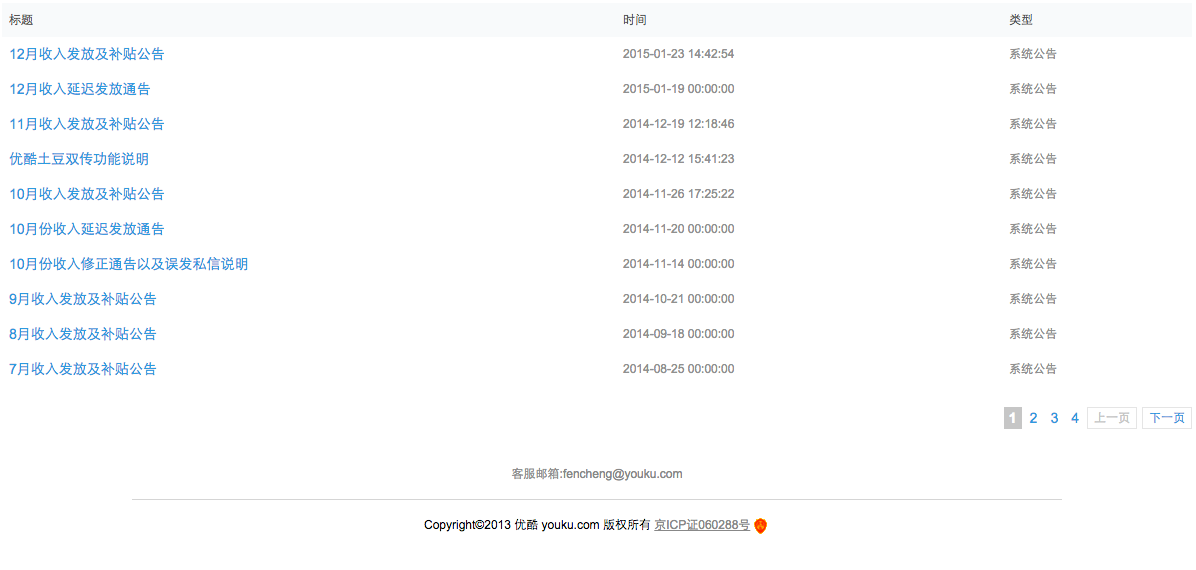 标题 时间 类型
12月收入发放及补贴公告 2015-01-23 14:42:54 系统公告
12月收入延迟发放通告 2015-01-19 00:00:00 系统公告
11月收入发放及补贴公告 2014-12-19 12:18:46 系统公告
优酷土豆双传功能说明 2014-12-12 15:41:23 系统公告
10月收入发放及补贴公告 2014-11-26 17:25:22 系统公告
10月份收入延迟发放通告 2014-11-20 00:00:00 系统公告
10月份收入修正通告以及误发私信说明 2014-11-14 00:00:00 系统公告
9月收入发放及补贴公告 2014-10-21 00:00:00 系统公告
8月收入发放及补贴公告 2014-09-18 00:00:00 系统公告
7月收入发放及补贴公告 2014-08-25 00:00:00 系统公告
1 2 3 4 上一页 下一页
客服邮箱:fencheng@youku.com
Copyright©2013 优酷 youku.com 版权所有 京ICP证060288号